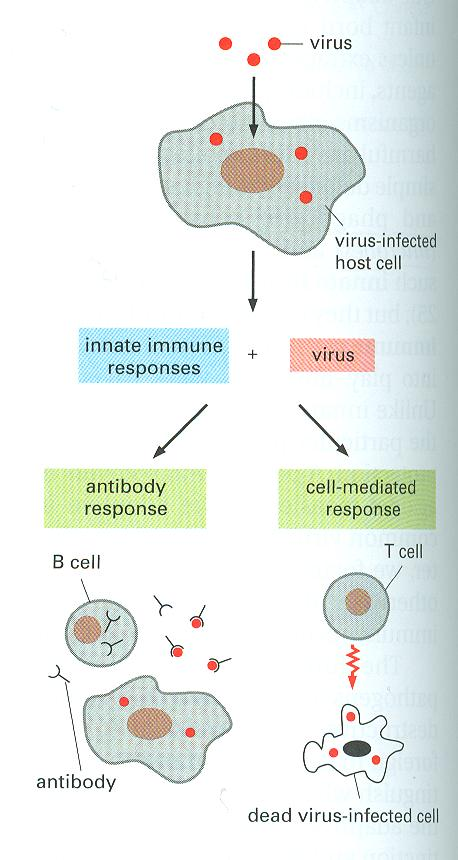 virus
virus-infected
host cell
innate immune
responses
+
virus
antibody
response
cell-mediated
response
B cell
T cell
antibody
dead virus-infected cell